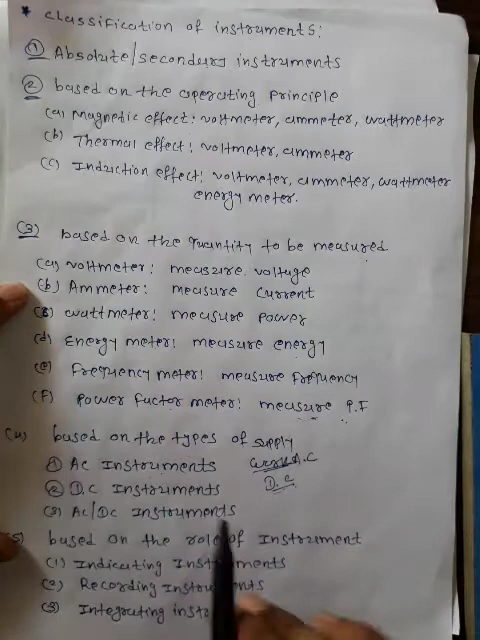 * Classification of instruments:
① Absolute/secondary instruments
② based on the operating principle
(a) Magnetic effect: voltmeter, ammeter, wattmeter
(b) Thermal effect: voltmeter, ammeter
(c) Induction effect: voltmeter, ammeter, wattmeter
energy meter.
(3) based on the quantity to be measured
(a) voltmeter: measure voltage
(b) Ammeter: measure current
(c) wattmeter: measure power
(d) Energy meter: measure energy
(e) Frequency meter: measure frequency
(f) Power factor meter: measure P.F
(4) based on the types of supply
① Ac Instruments A.C
② D.C Instruments D.C
(3) Ac/Dc Instruments
(5) based on the role of Instrument
(1) Indicating Instruments
(2) Recording Instruments
(3) Integrating instr